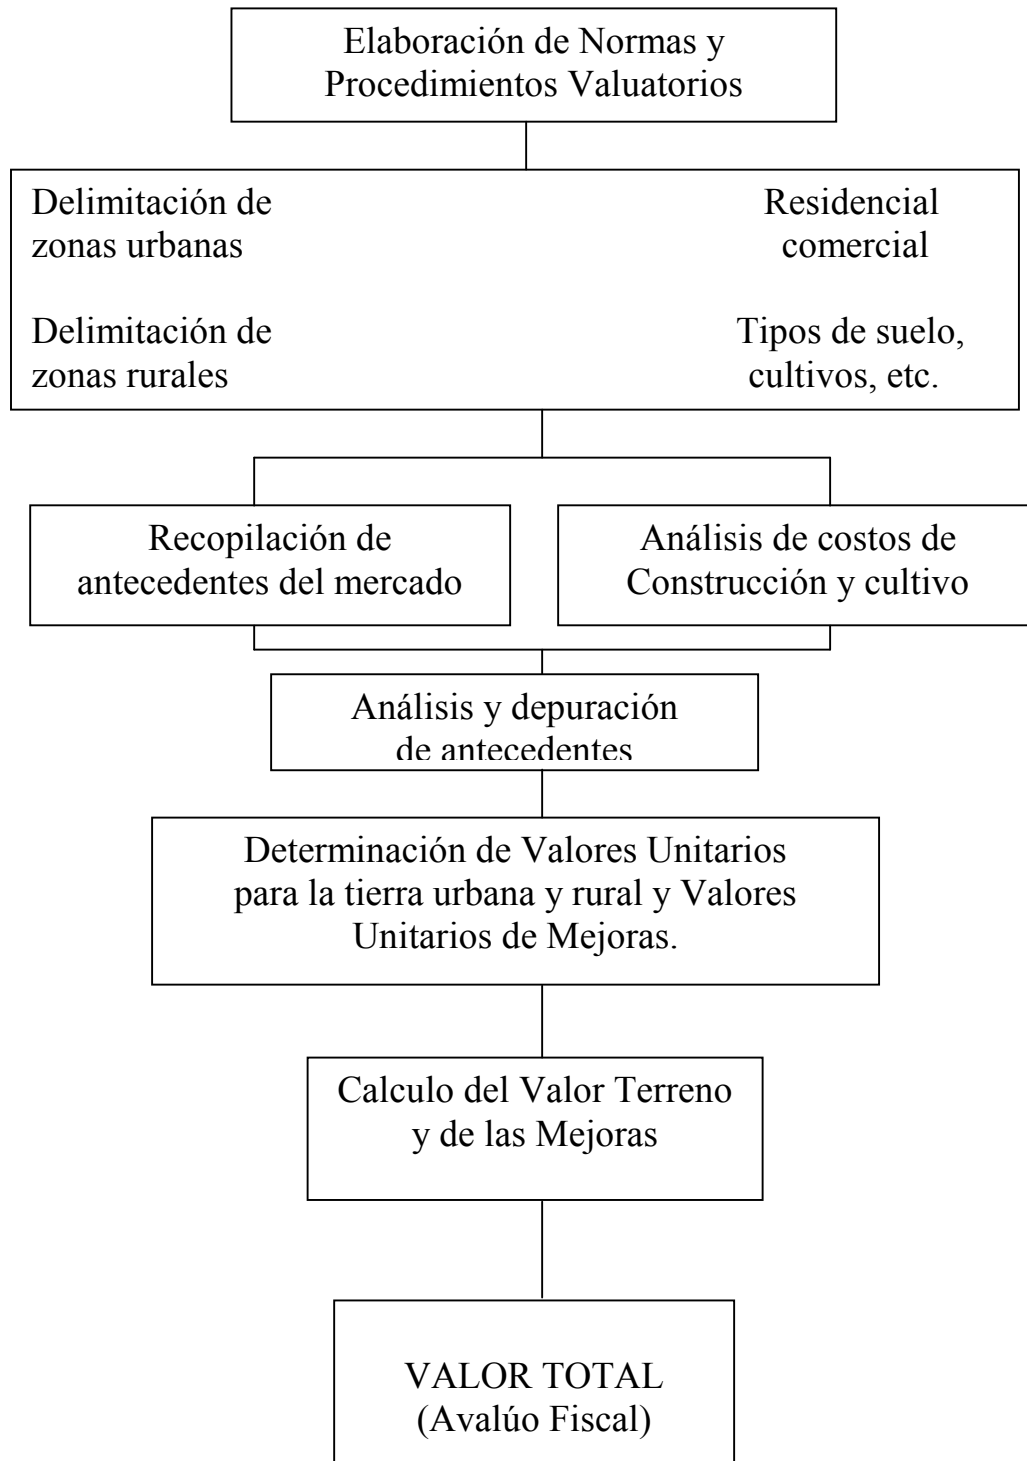 Elaboración de Normas y
Procedimientos Valuatorios
Delimitación de
zonas urbanas
Residencial
comercial
Delimitación de
zonas rurales
Tipos de suelo,
cultivos, etc.
Recopilación de
antecedentes del mercado
Análisis de costos de
Construcción y cultivo
Análisis y depuración
de antecedentes
Determinación de Valores Unitarios
para la tierra urbana y rural y Valores
Unitarios de Mejoras.
Calculo del Valor Terreno
y de las Mejoras
VALOR TOTAL
(Avalúo Fiscal)